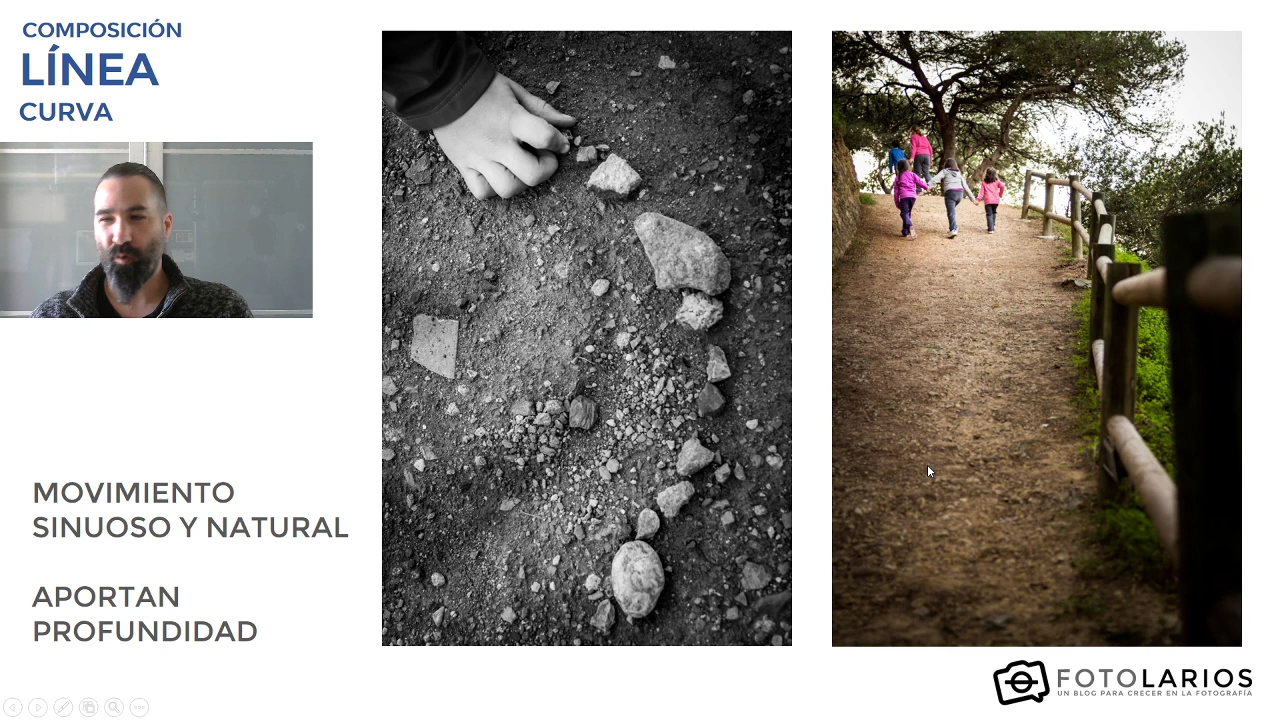 COMPOSICIÓN
LÍNEA
CURVA
MOVIMIENTO
SINUOSO Y NATURAL
APORTAN
PROFUNDIDAD
FOTOLARIOS
UN BLOG PARA CRECER EN LA FOTOGRAFÍA